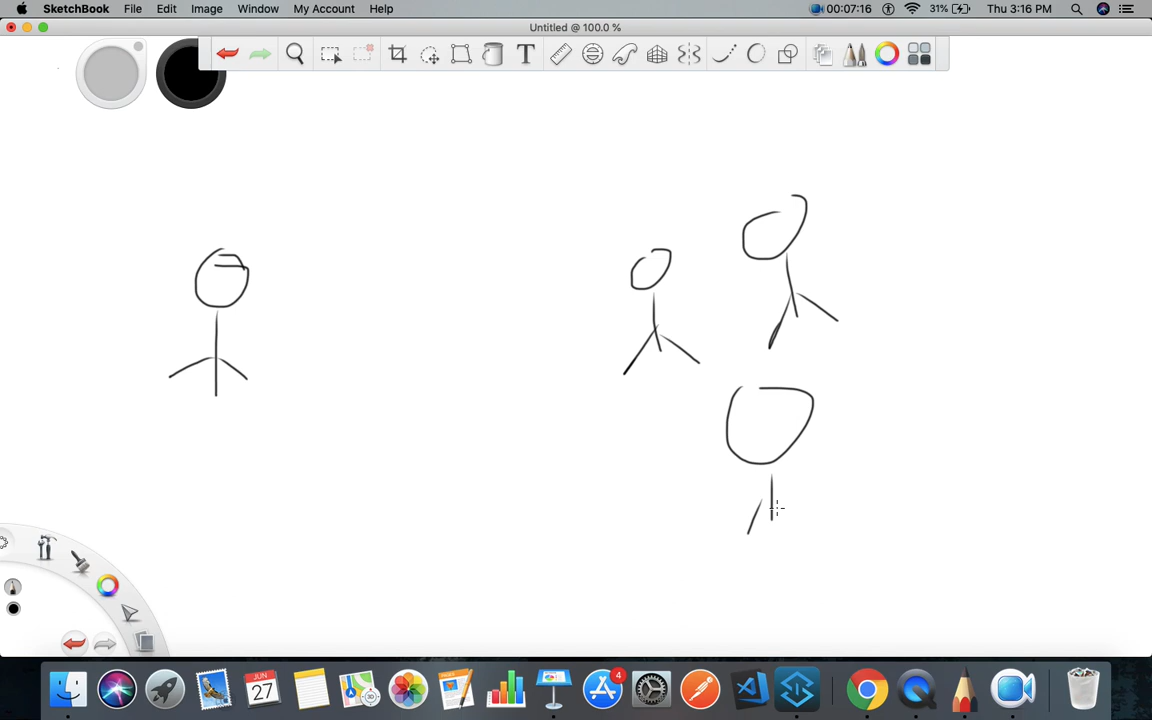 SketchBook File Edit Image Window My Account Help 00:07:16 31% Thu 3:16 PM
Untitled @ 100.0 %
T
JUN
27
4